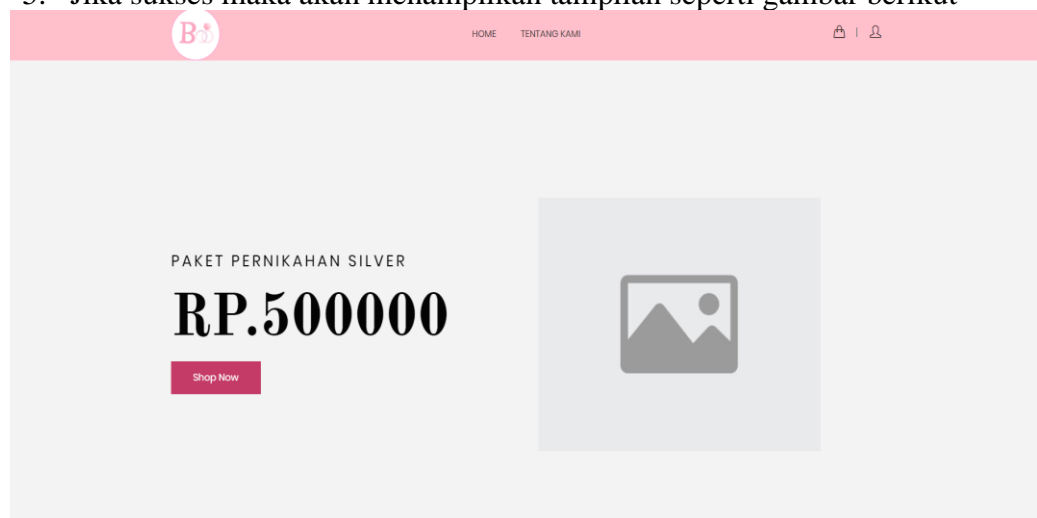 Jika sukses maka akan menampilkan tampilan seperti gambar berikut
B
HOME TENTANG KAMI
PAKET PERNIKAHAN SILVER
RP.500000
Shop Now